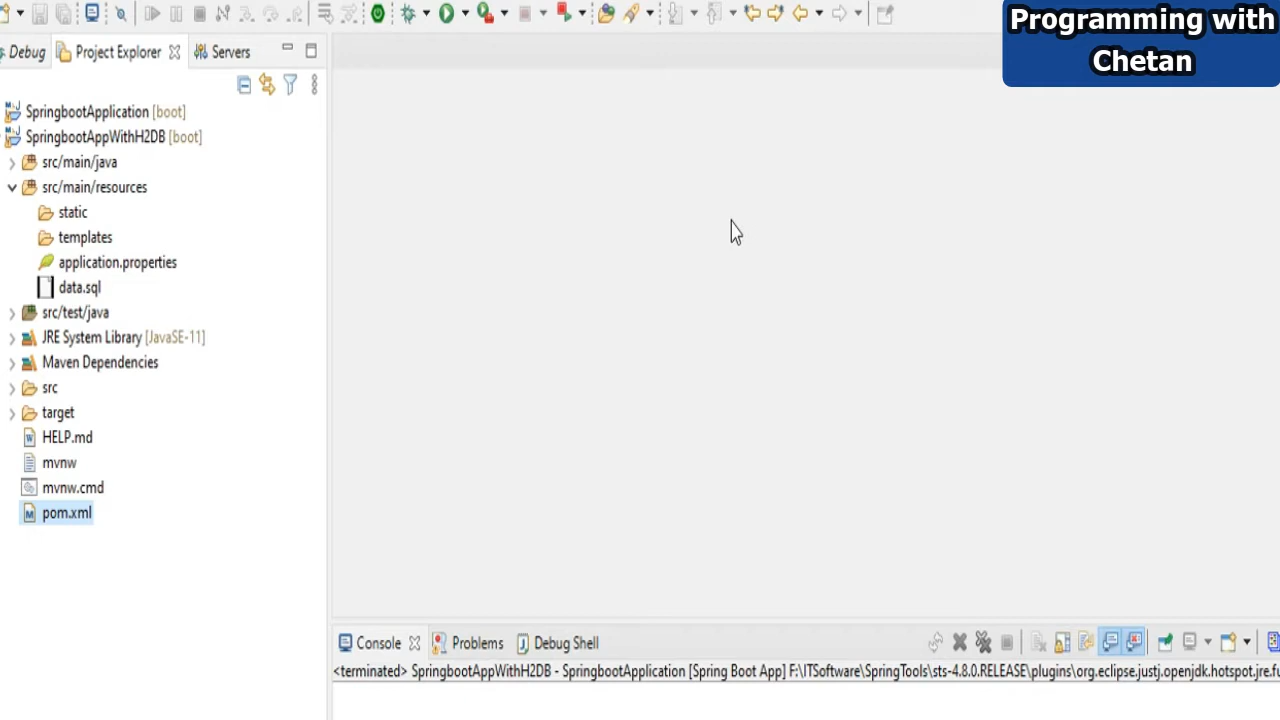 Programming with
Chetan
Debug
Project Explorer
Servers
SpringbootApplication [boot]
SpringbootAppWithH2DB [boot]
src/main/java
src/main/resources
static
templates
application.properties
data.sql
src/test/java
JRE System Library [JavaSE-11]
Maven Dependencies
src
target
HELP.md
mvnw
mvnw.cmd
pom.xml
Console
Problems
Debug Shell
<terminated> SpringbootAppWithH2DB - SpringbootApplication [Spring Boot App] F:\ITSoftware\SpringTools\sts-4.8.0.RELEASE\plugins\org.eclipse.justj.openjdk.hotspot.jre.fu